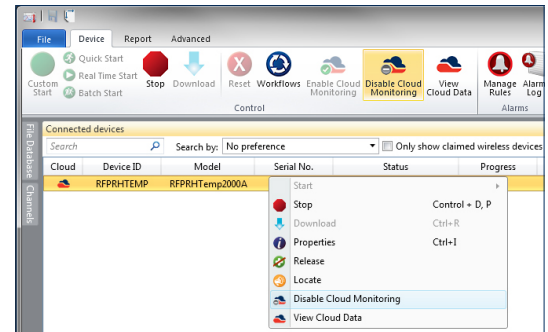 File Device Report Advanced
Quick Start
Custom Start Real Time Start Stop Download Reset Workflows Enable Cloud Monitoring Disable Cloud Monitoring View Cloud Data Manage Rules Alarm Log
Batch Start
Control Alarms
File Database
Channels
Connected devices
Search Search by: No preference Only show claimed wireless devices
Cloud Device ID Model Serial No. Status Progress
RFPRHTEMP RFPRHTemp2000A
Start
Stop Control + D, P
Download Ctrl+R
Properties Ctrl+I
Release
Locate
Disable Cloud Monitoring
View Cloud Data